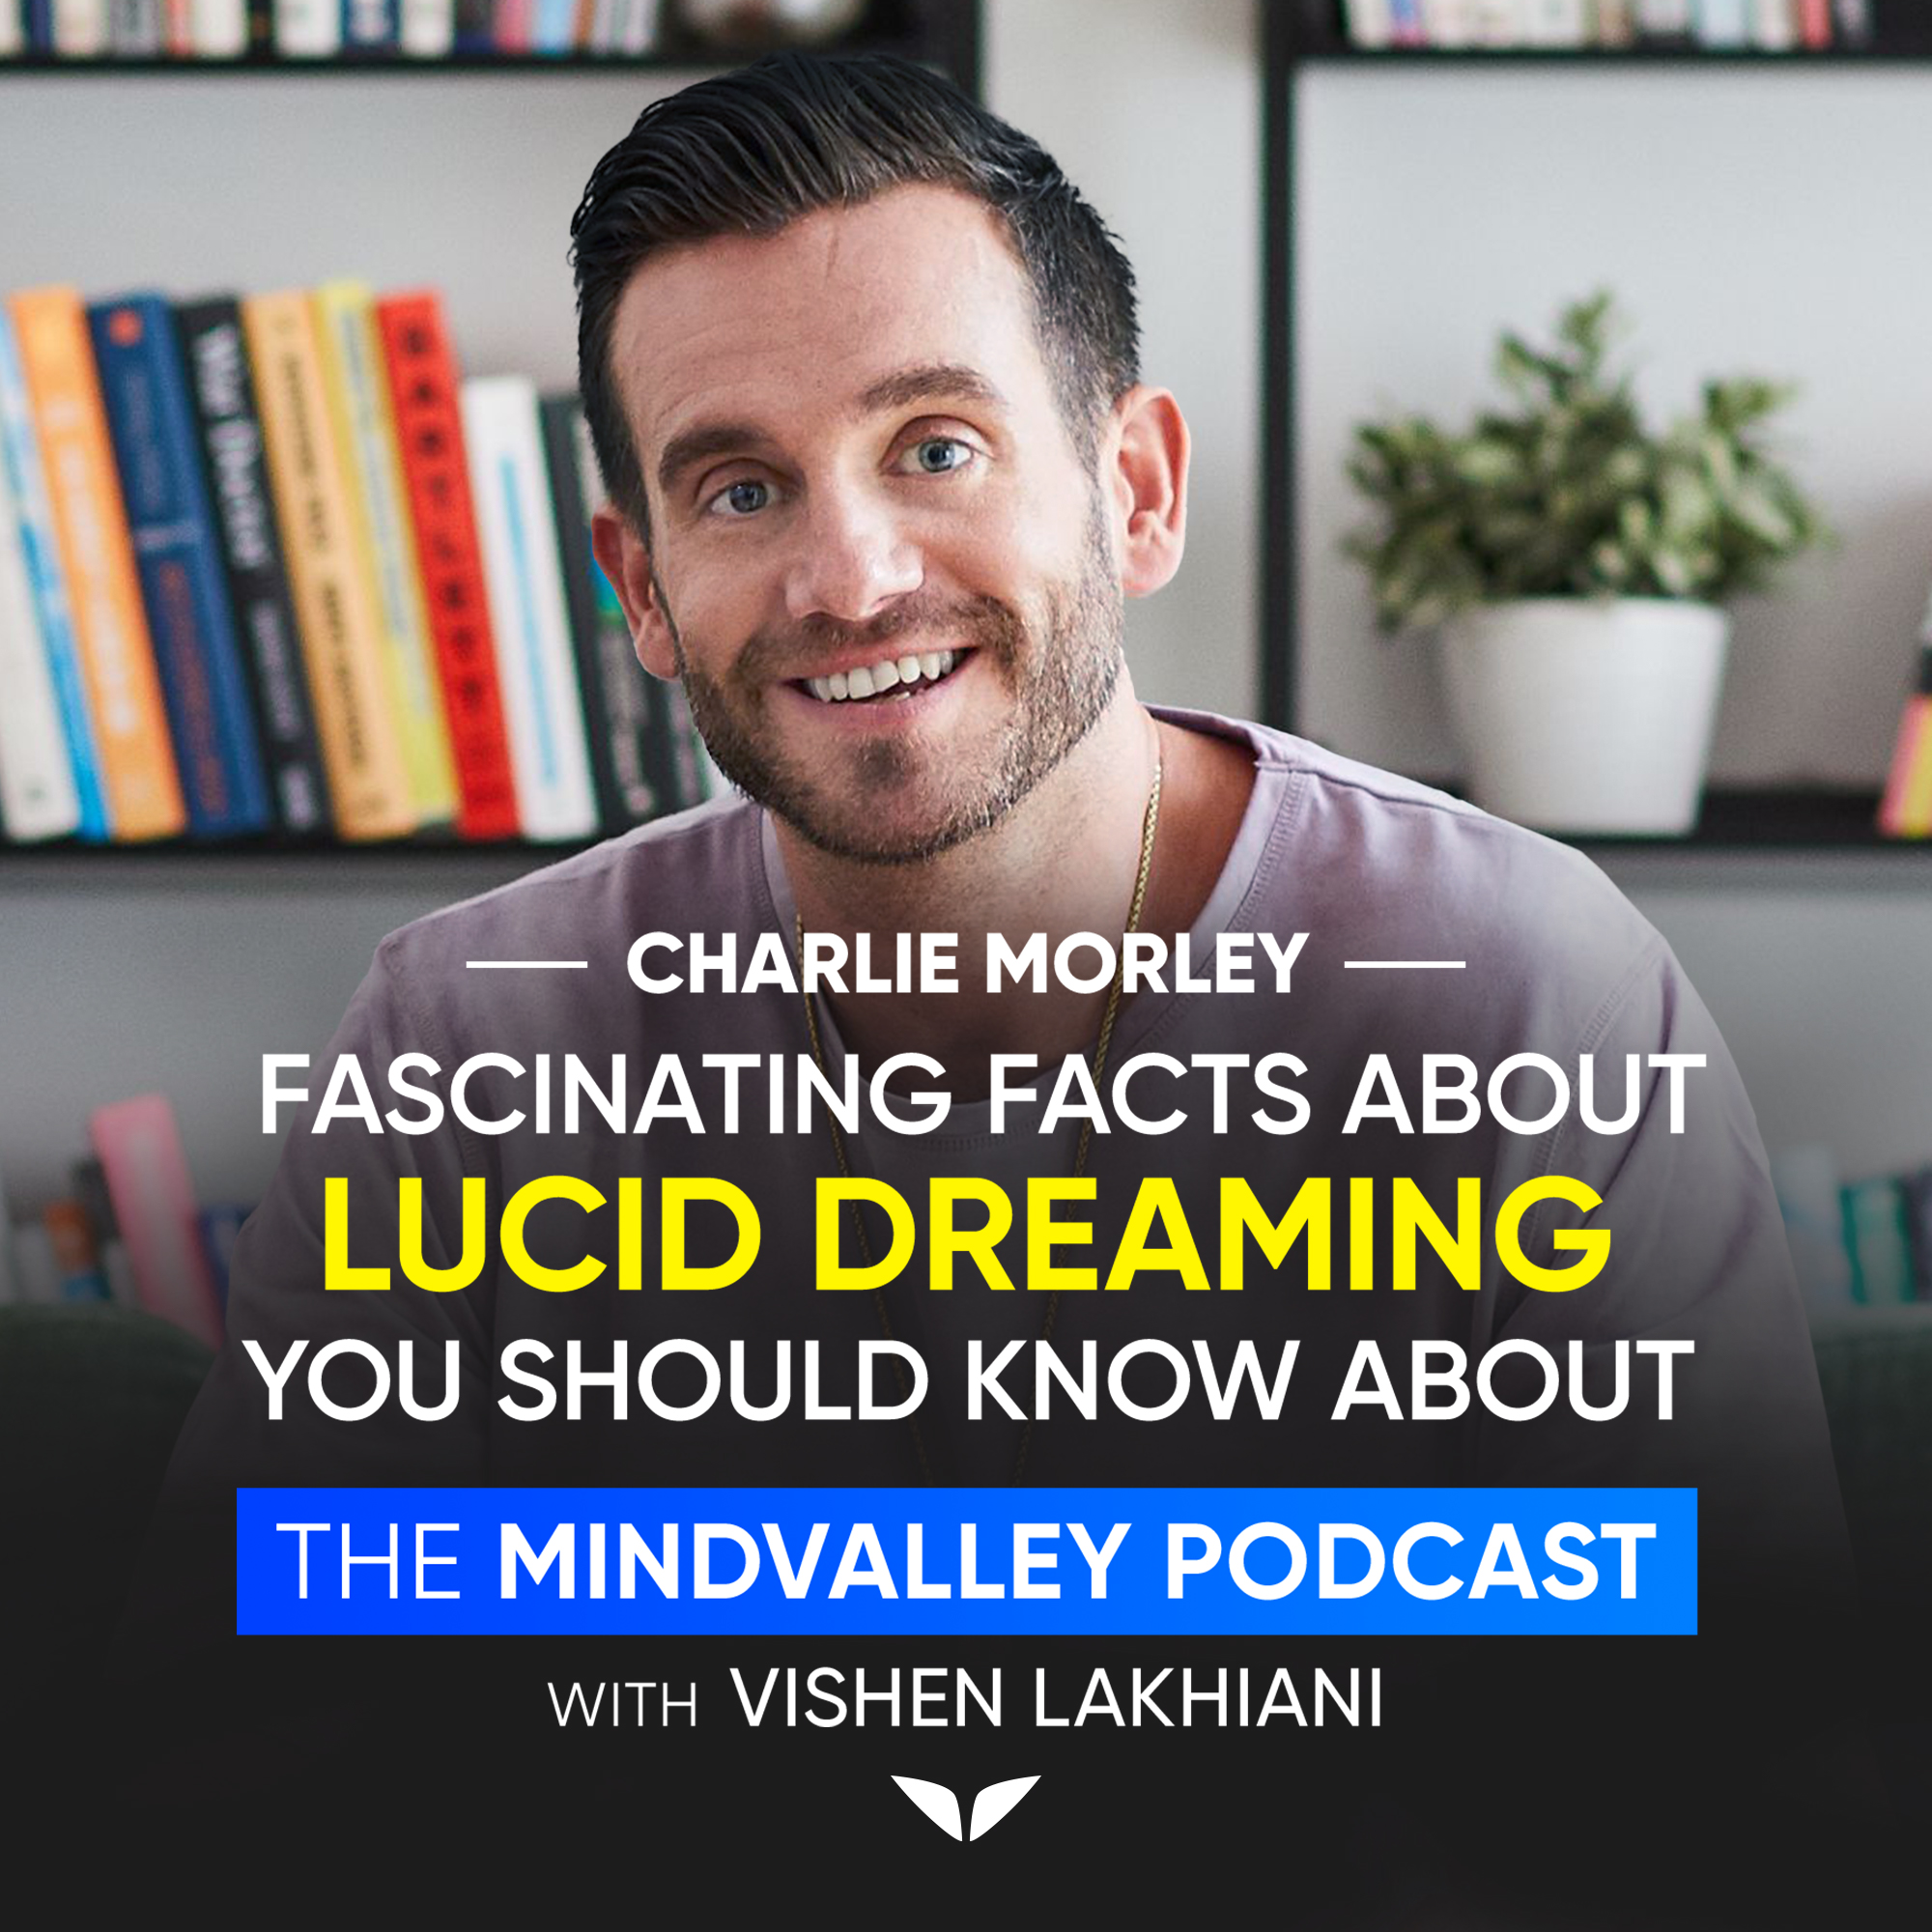 CHARLIE MORLEY
FASCINATING FACTS ABOUT
LUCID DREAMING
YOU SHOULD KNOW ABOUT
THE MINDVALLEY PODCAST
WITH VISHEN LAKHIANI